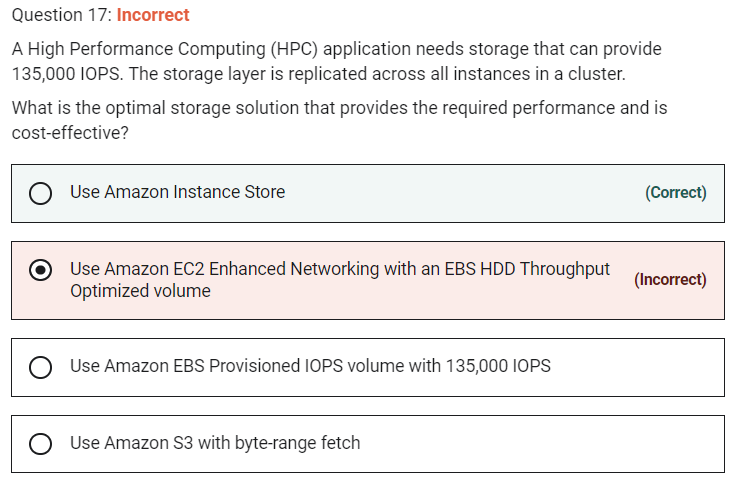 Question 17: Incorrect
A High Performance Computing (HPC) application needs storage that can provide
135,000 IOPS. The storage layer is replicated across all instances in a cluster.
What is the optimal storage solution that provides the required performance and is
cost-effective?
Use Amazon Instance Store (Correct)
Use Amazon EC2 Enhanced Networking with an EBS HDD Throughput
Optimized volume (Incorrect)
Use Amazon EBS Provisioned IOPS volume with 135,000 IOPS
Use Amazon S3 with byte-range fetch